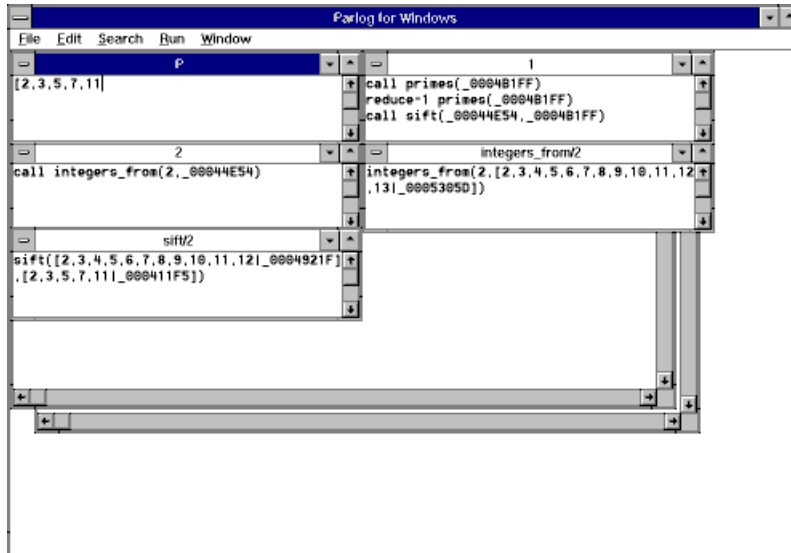 Parlog for Windows
File Edit Search Run Window
P
[2,3,5,7,11
1
call primes(_0004B1FF)
reduce-1 primes(_0004B1FF)
call sift(_00044E54,_0004B1FF)
2
call integers_from(2,_00044E54)
integers_from/2
integers_from(2,[2,3,4,5,6,7,8,9,10,11,12
,13|_0005305D])
sift/2
sift([2,3,4,5,6,7,8,9,10,11,12|_0004921F]
,[2,3,5,7,11|_000411F5])